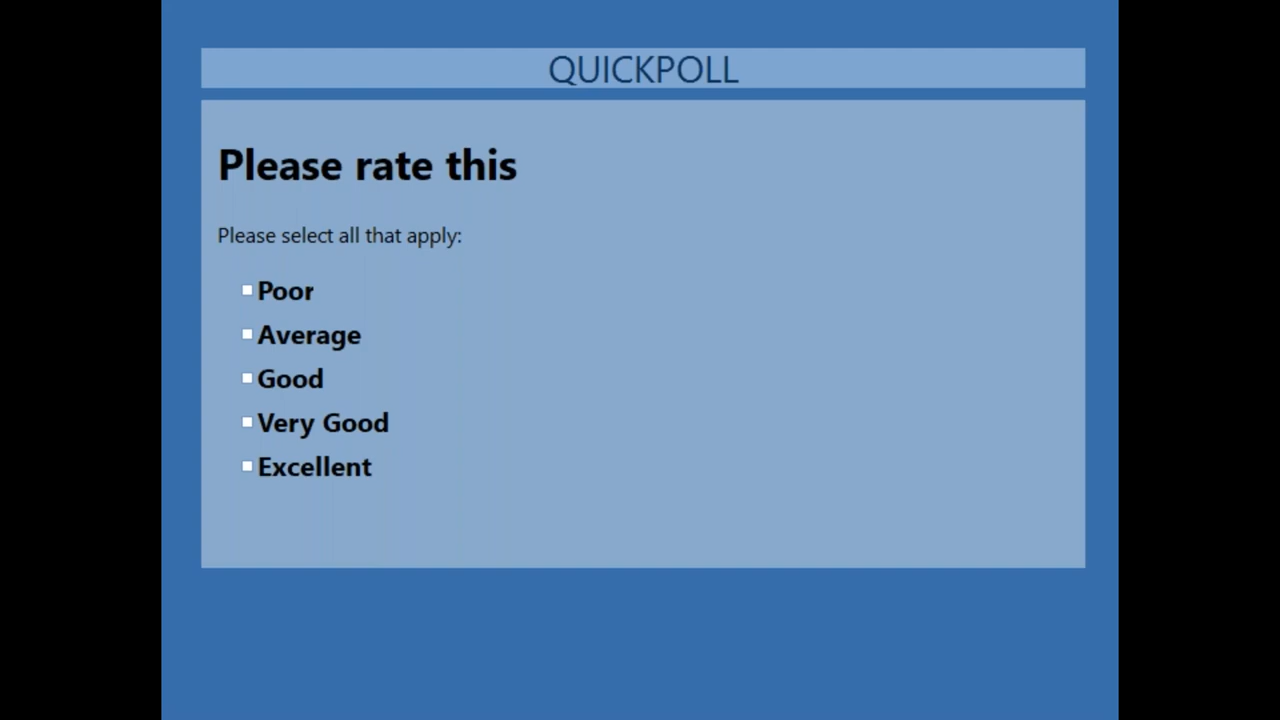 QUICKPOLL
Please rate this
Please select all that apply:
Poor
Average
Good
Very Good
Excellent